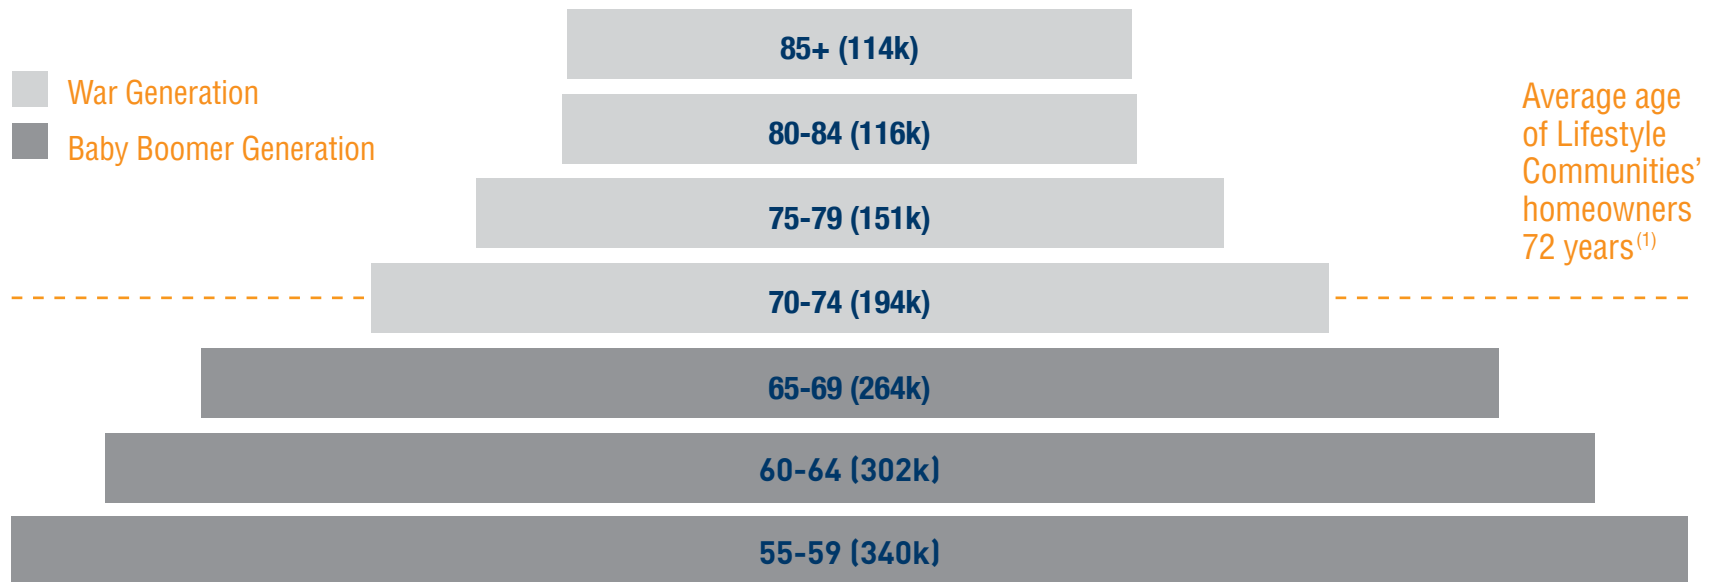 85+ (114k)
War Generation
80-84 (116k)
Baby Boomer Generation
Average age
of Lifestyle
Communities’
homeowners
72 years(1)
75-79 (151k)
70-74 (194k)
65-69 (264k)
60-64 (302k)
55-59 (340k)